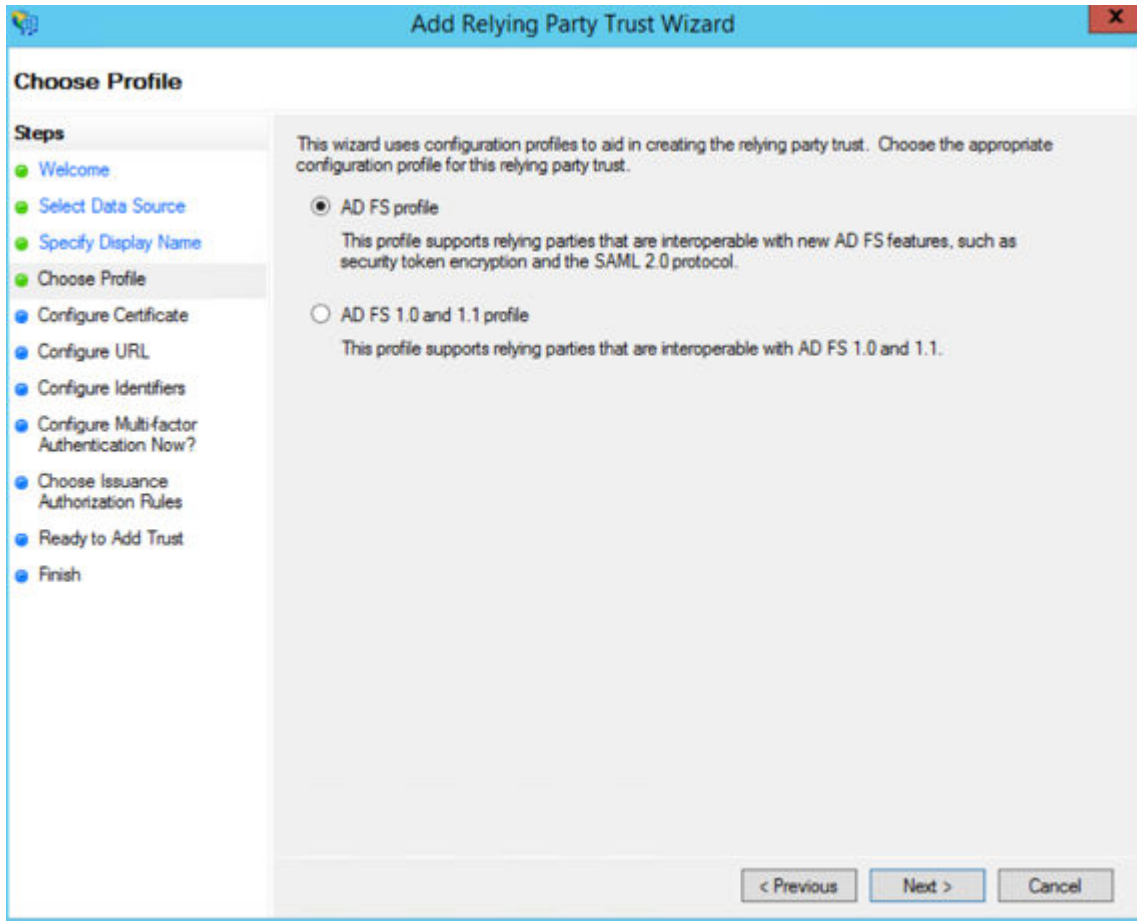 Add Relying Party Trust Wizard
x
Choose Profile
Steps
Welcome
Select Data Source
Specify Display Name
Choose Profile
Configure Certificate
Configure URL
Configure Identifiers
Configure Multi-factor
Authentication Now?
Choose Issuance
Authorization Rules
Ready to Add Trust
Finish
This wizard uses configuration profiles to aid in creating the relying party trust. Choose the appropriate
configuration profile for this relying party trust.
AD FS profile
This profile supports relying parties that are interoperable with new AD FS features, such as
security token encryption and the SAML 2.0 protocol.
AD FS 1.0 and 1.1 profile
This profile supports relying parties that are interoperable with AD FS 1.0 and 1.1.
< Previous
Next >
Cancel